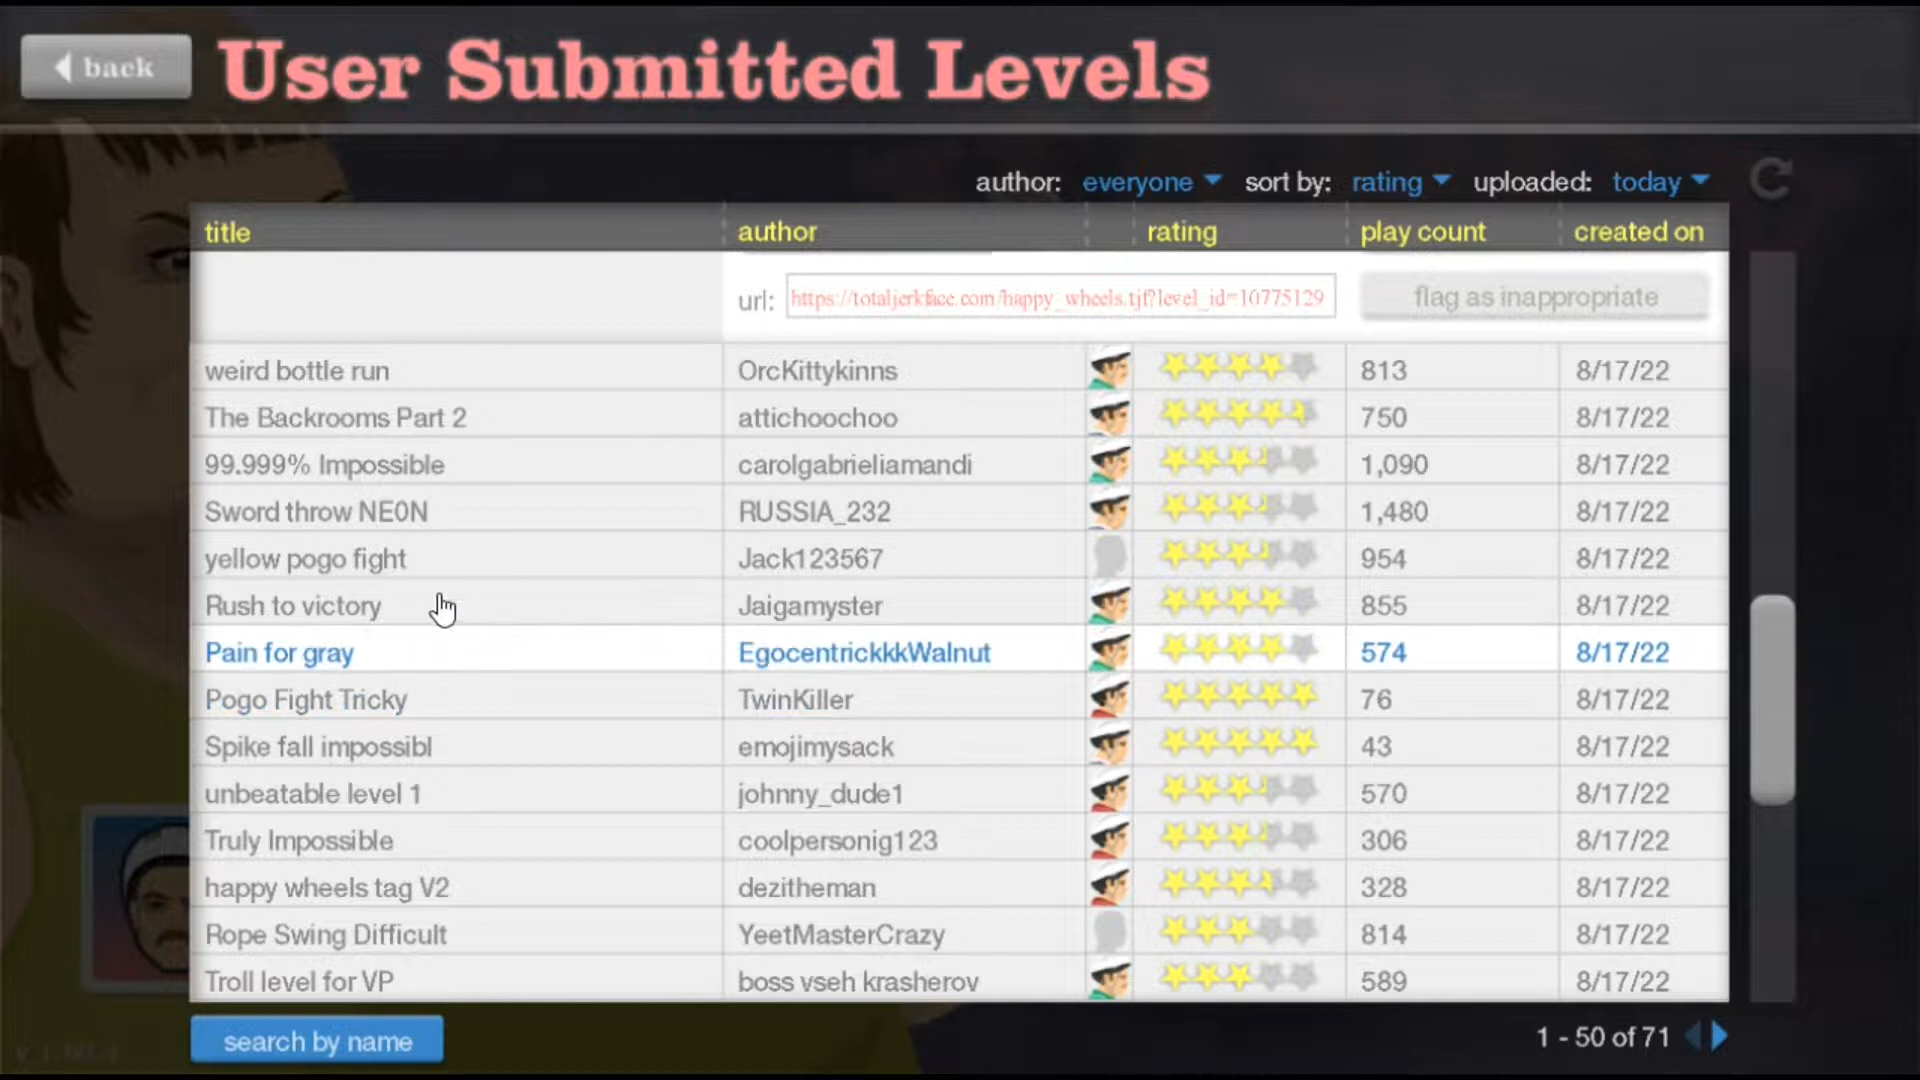 back
User Submitted Levels
author: everyone sort by: rating uploaded: today
title author rating play count created on
url: https://totaljerkface.com/happy_wheels.tjf?level_id=10775129 flag as inappropriate
weird bottle run OrcKittykinns 813 8/17/22
The Backrooms Part 2 attichoochoo 750 8/17/22
99.999% Impossible carolgabrieliamandi 1,090 8/17/22
Sword throw NE0N RUSSIA_232 1,480 8/17/22
yellow pogo fight Jack123567 954 8/17/22
Rush to victory Jaigamyster 855 8/17/22
Pain for gray EgocentrickkkWalnut 574 8/17/22
Pogo Fight Tricky TwinKiller 76 8/17/22
Spike fall impossibl emojimysack 43 8/17/22
unbeatable level 1 johnny_dude1 570 8/17/22
Truly Impossible coolpersonig123 306 8/17/22
happy wheels tag V2 dezitheman 328 8/17/22
Rope Swing Difficult YeetMasterCrazy 814 8/17/22
Troll level for VP boss vseh krasherov 589 8/17/22
search by name 1 - 50 of 71